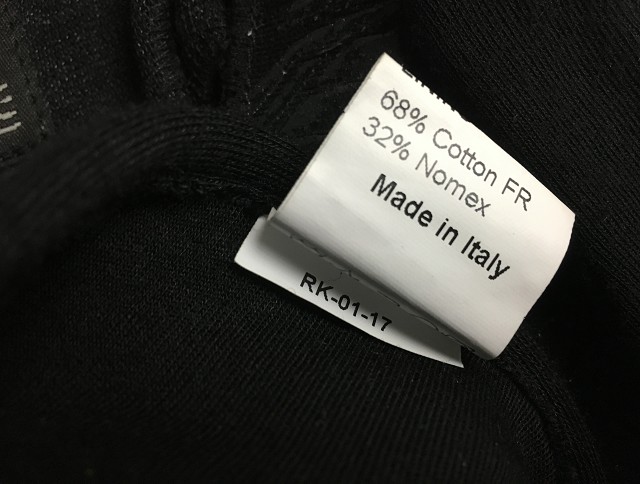 68% Cotton FR
32% Nomex
Made in Italy
RK-01-17